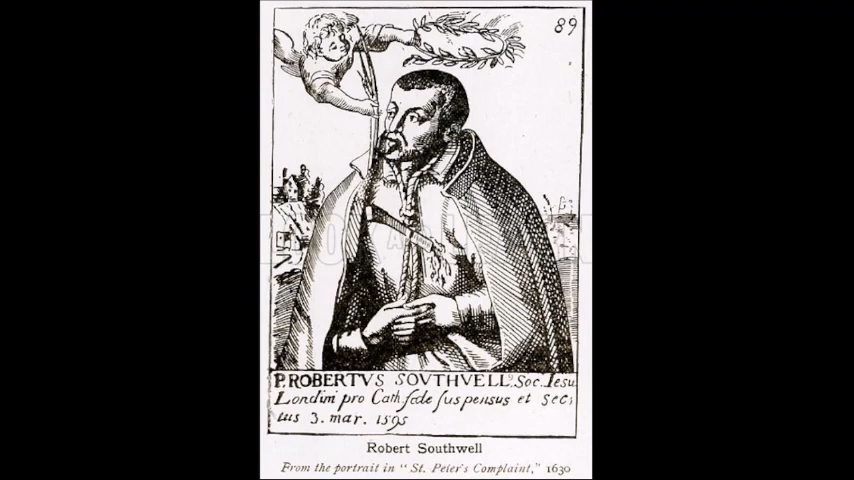 89
P. ROBERTVS SOVTHVELL, Soc. Iesu
Londini pro Cath. fide suspensus et sec,
tus 3. mar. 1595
Robert Southwell
From the portrait in "St. Peter's Complaint," 1630